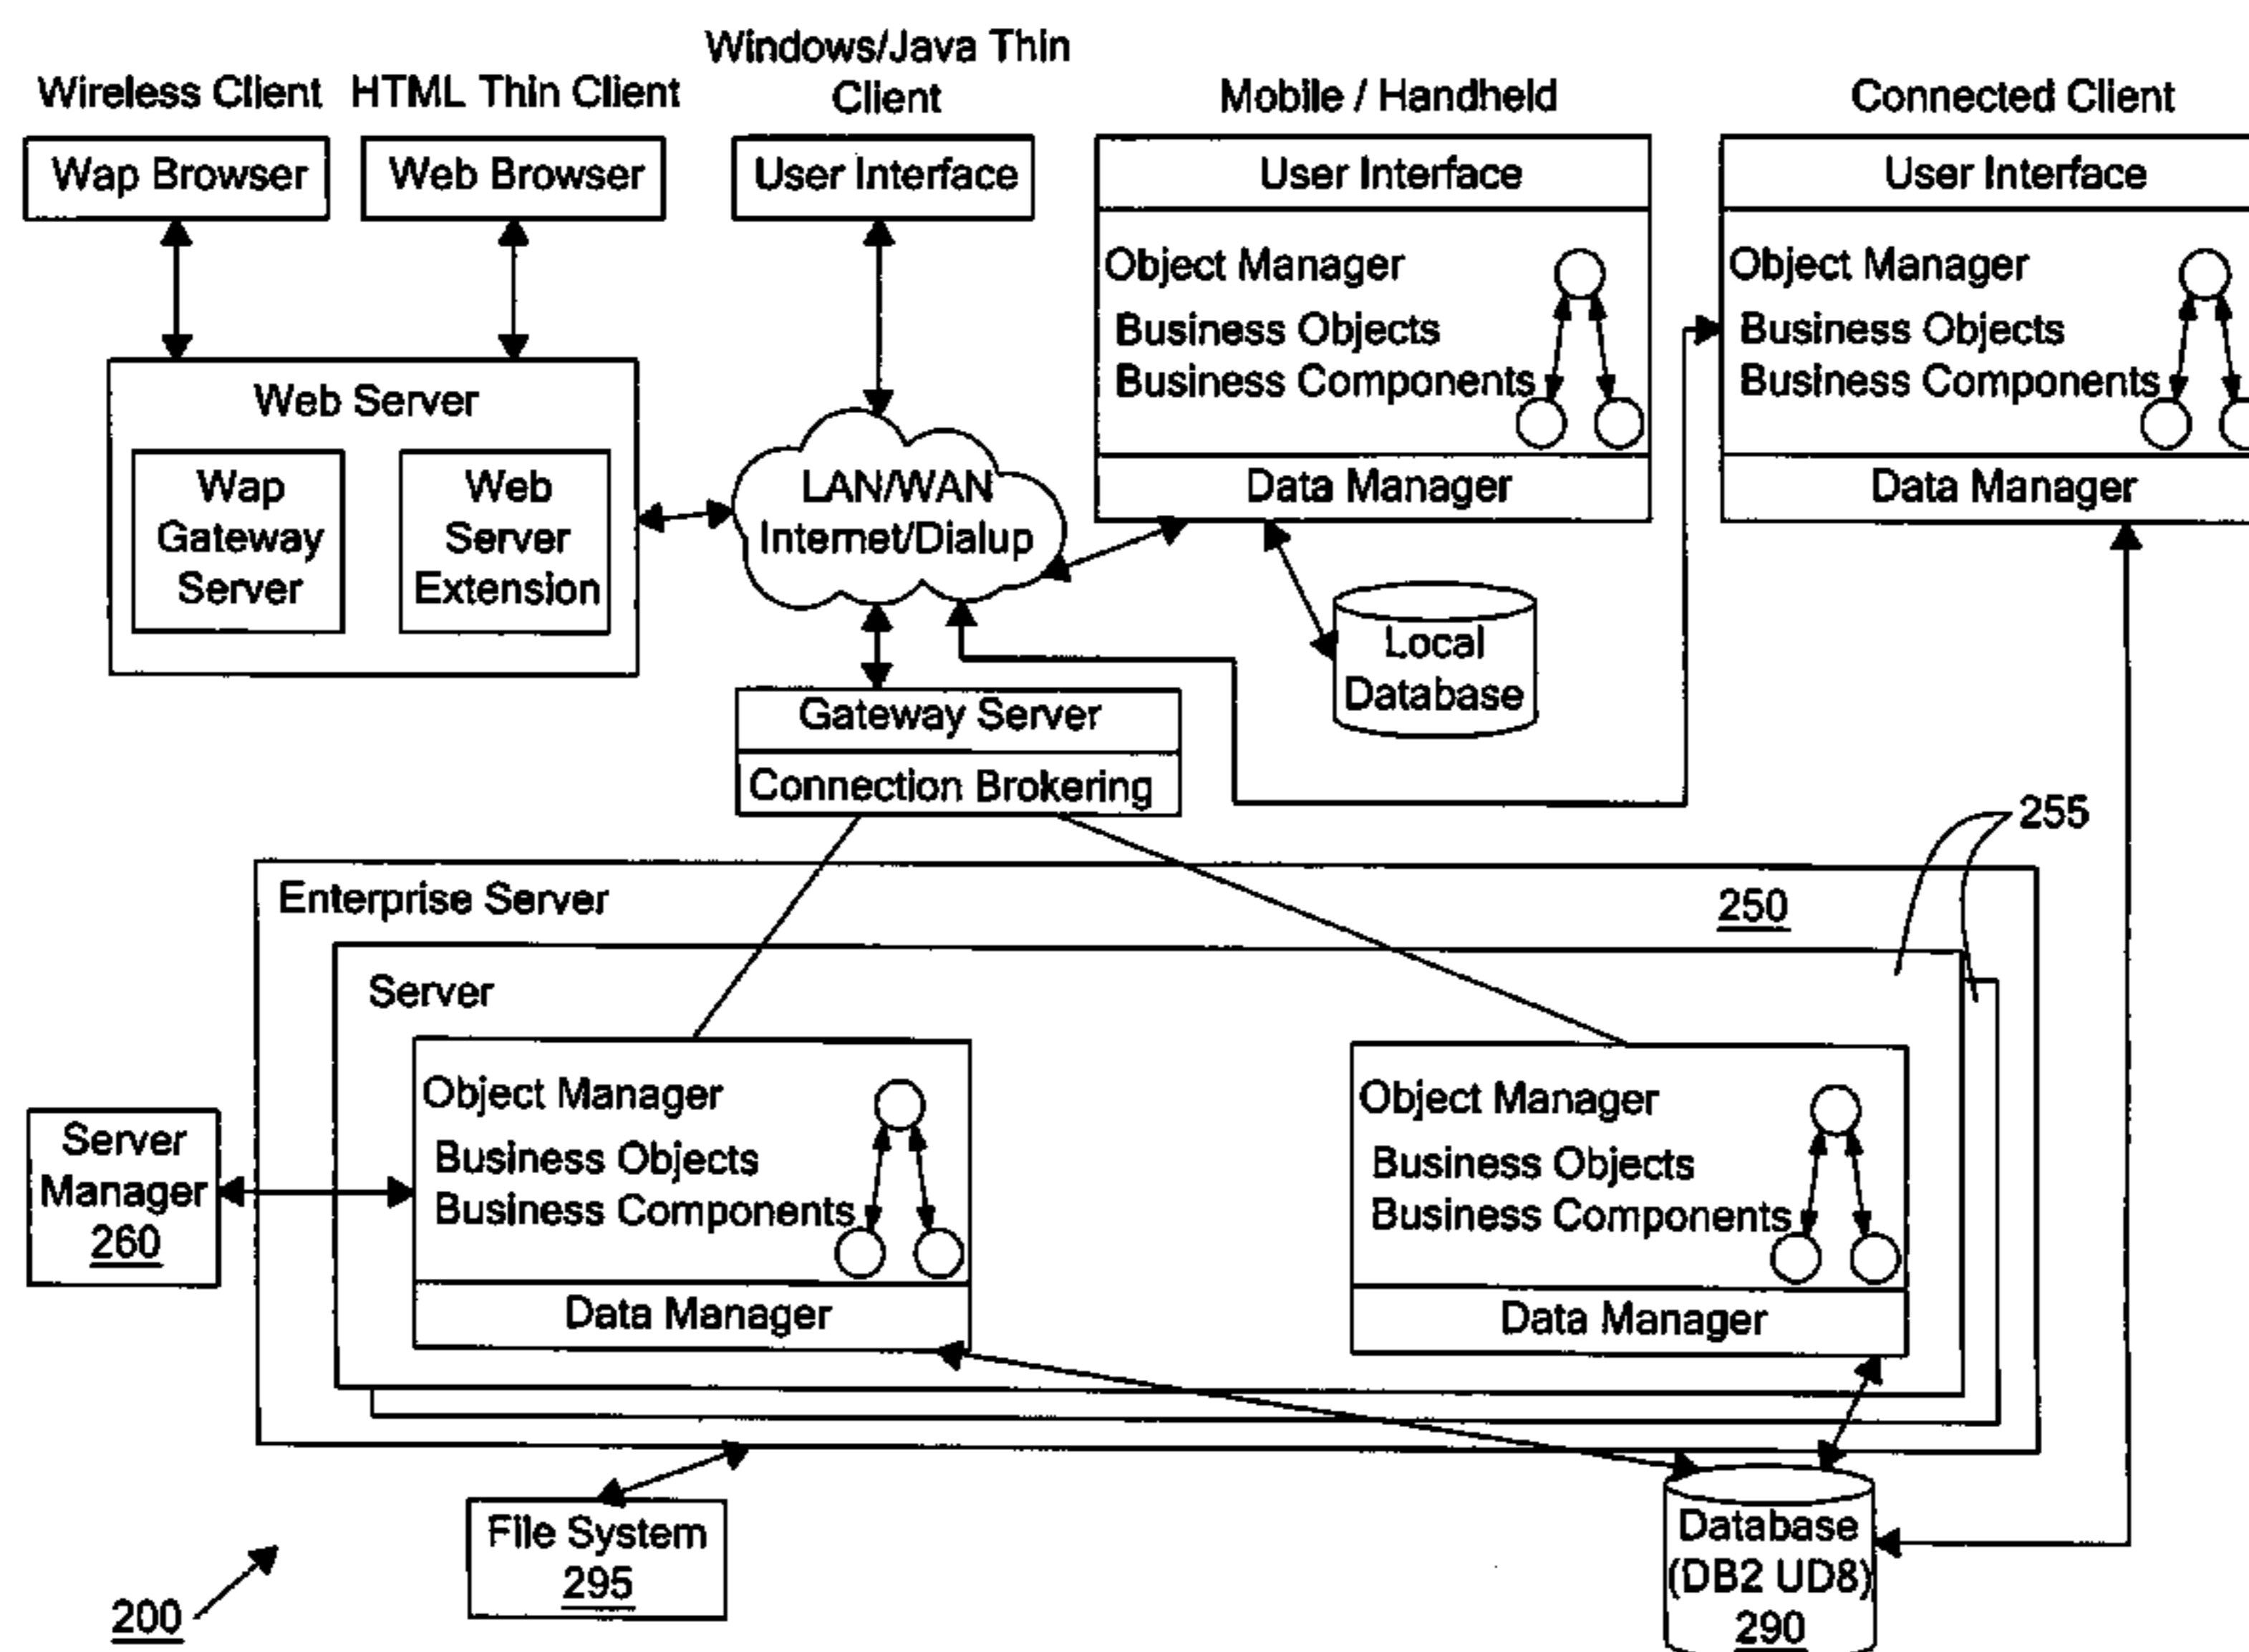 Windows/Java Thin
Client
Wireless Client
HTML Thin Client
Mobile / Handheld
Connected Client
Wap Browser
Web Browser
User Interface
User Interface
User Interface
Object Manager
Business Objects
Business Components
Data Manager
Object Manager
Business Objects
Business Components
Data Manager
Web Server
Wap
Gateway
Server
Web
Server
Extension
LAN/WAN
Internet/Dialup
Local
Database
Gateway Server
Connection Brokering
255
Enterprise Server
250
Server
Object Manager
Business Objects
Business Components
Data Manager
Object Manager
Business Objects
Business Components
Data Manager
Server
Manager
260
File System
295
Database
(DB2 UD8)
290
200